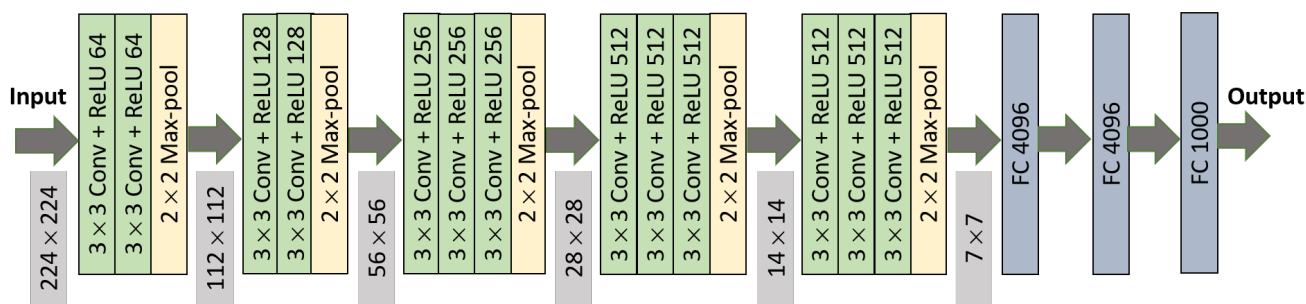 Input
224 × 224
3 × 3 Conv + ReLU 64
3 × 3 Conv + ReLU 64
2 × 2 Max-pool
112 × 112
3 × 3 Conv + ReLU 128
3 × 3 Conv + ReLU 128
2 × 2 Max-pool
56 × 56
3 × 3 Conv + ReLU 256
3 × 3 Conv + ReLU 256
3 × 3 Conv + ReLU 256
2 × 2 Max-pool
28 × 28
3 × 3 Conv + ReLU 512
3 × 3 Conv + ReLU 512
3 × 3 Conv + ReLU 512
2 × 2 Max-pool
14 × 14
3 × 3 Conv + ReLU 512
3 × 3 Conv + ReLU 512
3 × 3 Conv + ReLU 512
2 × 2 Max-pool
7 × 7
FC 4096
FC 4096
FC 1000
Output